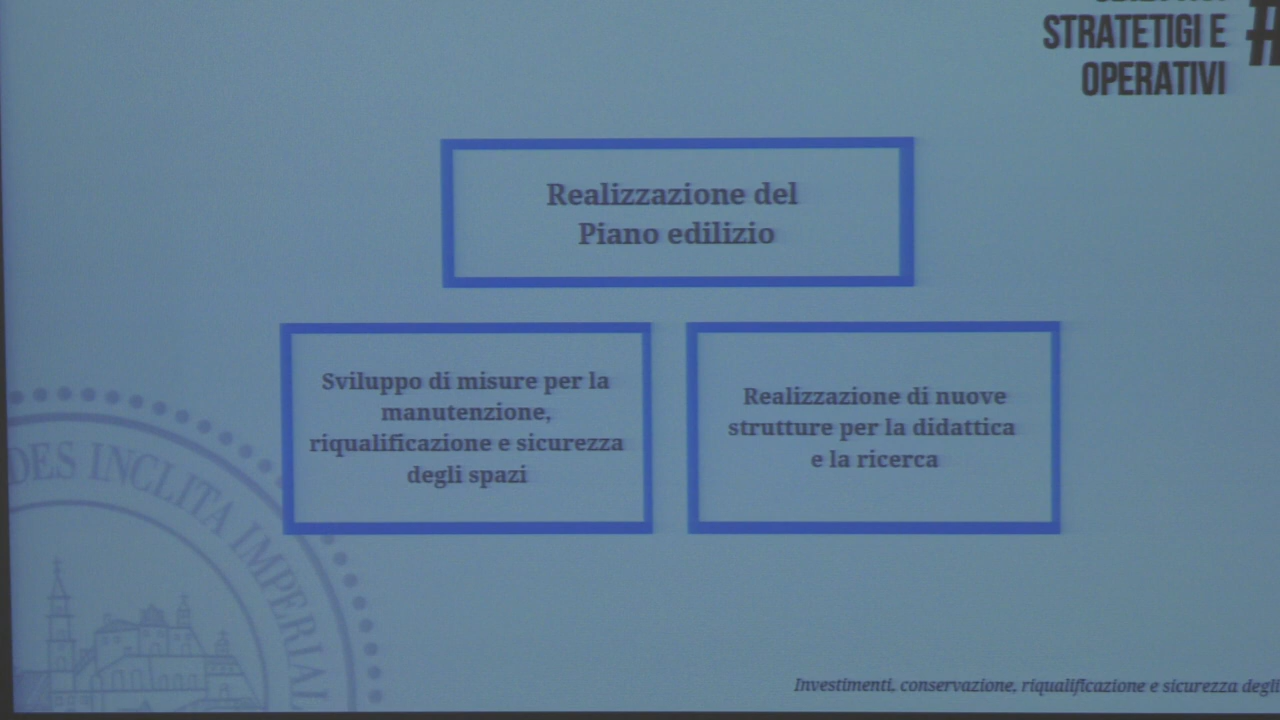 STRATETIGI E
OPERATIVI
#
Realizzazione del
Piano edilizio
Sviluppo di misure per la
manutenzione,
riqualificazione e sicurezza
degli spazi
Realizzazione di nuove
strutture per la didattica
e la ricerca
DES INCLITA IMPERIAL
Investimenti, conservazione, riqualificazione e sicurezza degli